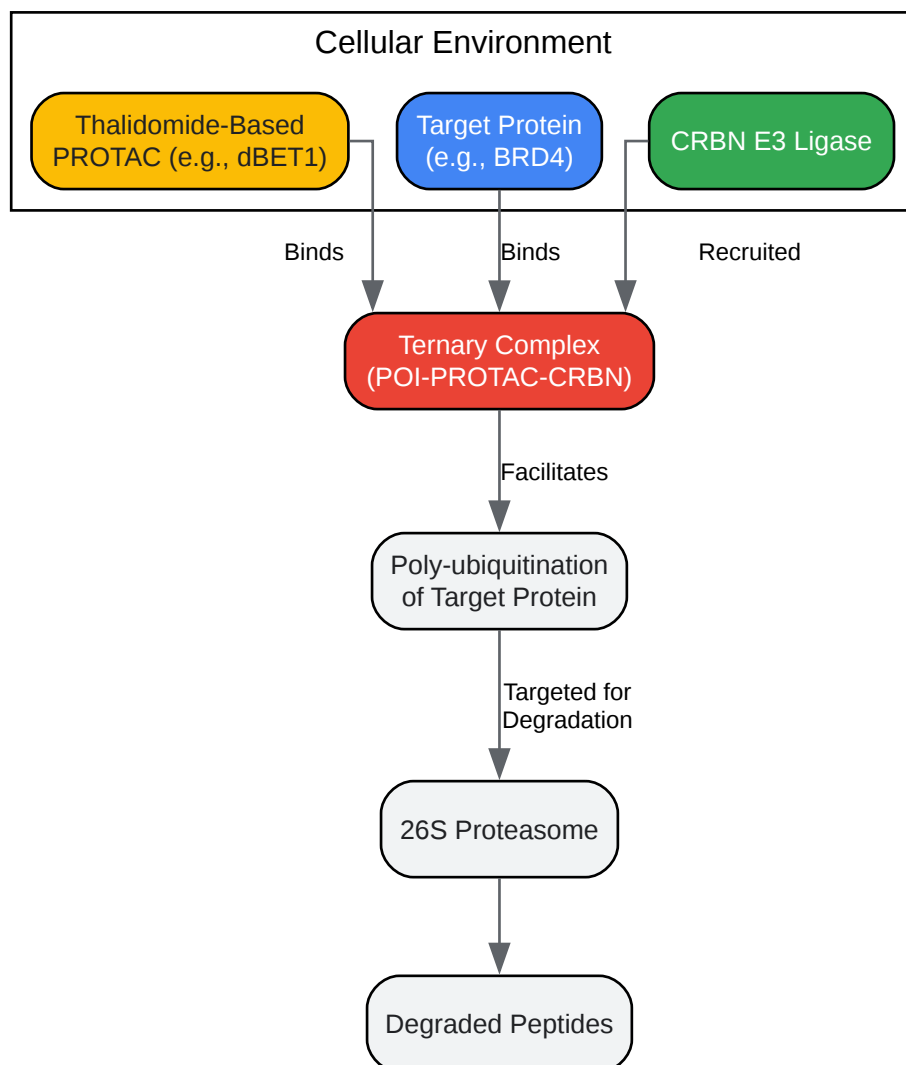 Cellular Environment
Thalidomide-Based
PROTAC (e.g., dBET1)
Target Protein
(e.g., BRD4)
CRBN E3 Ligase
Binds
Binds
Recruited
Ternary Complex
(POI-PROTAC-CRBN)
Facilitates
Poly-ubiquitination
of Target Protein
Targeted for
Degradation
26S Proteasome
Degraded Peptides